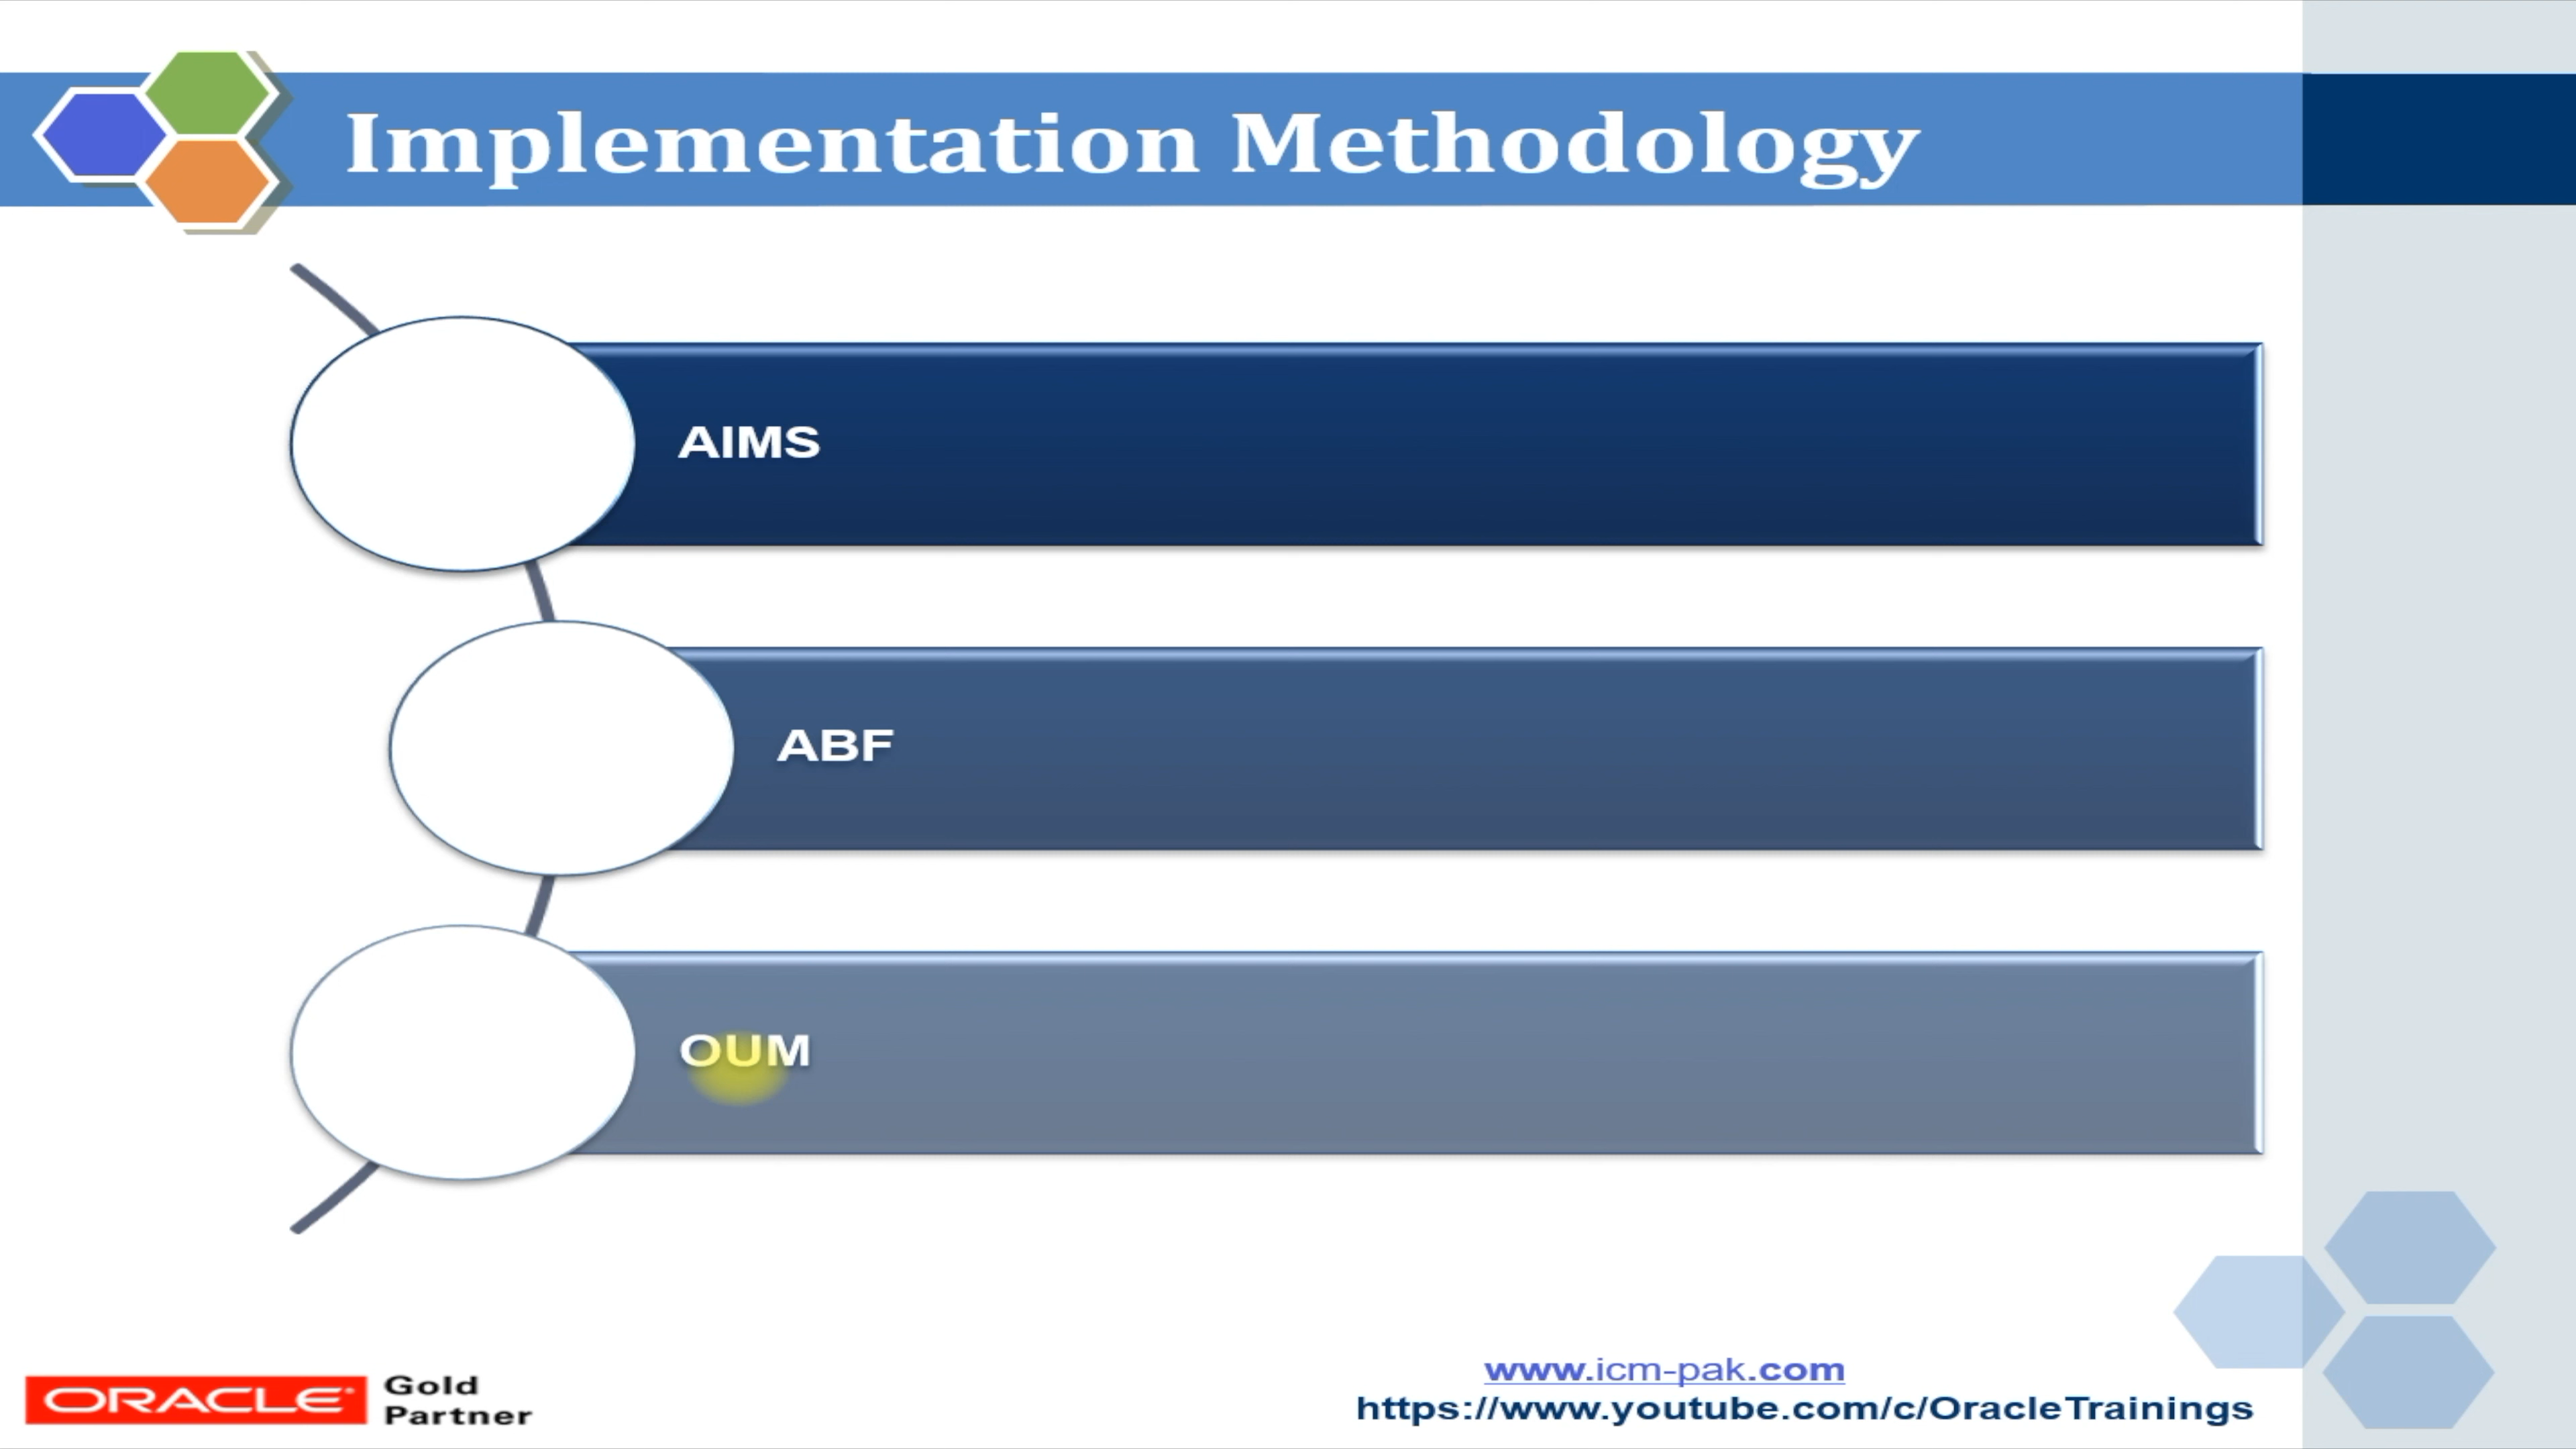 Implementation Methodology
AIMS
ABF
OUM
ORACLE
Gold
Partner
www.icm-pak.com
https://www.youtube.com/c/OracleTrainings